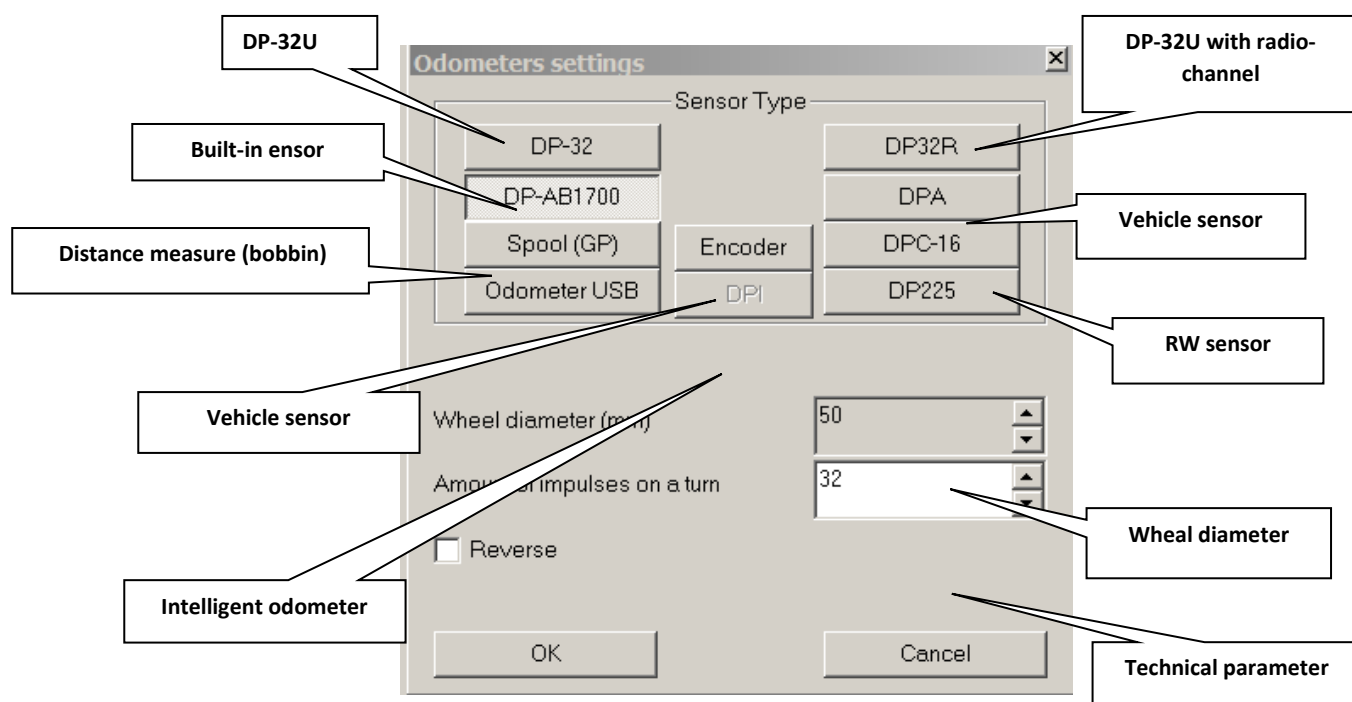 DP-32U
DP-32U with radio-
channel
Odometers settings
Sensor Type
Built-in ensor
DP-32
DP32R
DP-AB1700
DPA
Vehicle sensor
Distance measure (bobbin)
Spool (GP)
Encoder
DPC-16
Odometer USB
DPI
DP225
RW sensor
Vehicle sensor
Wheel diameter (mm)
50
Amount of impulses on a turn
32
Wheal diameter
Reverse
Intelligent odometer
OK
Cancel
Technical parameter